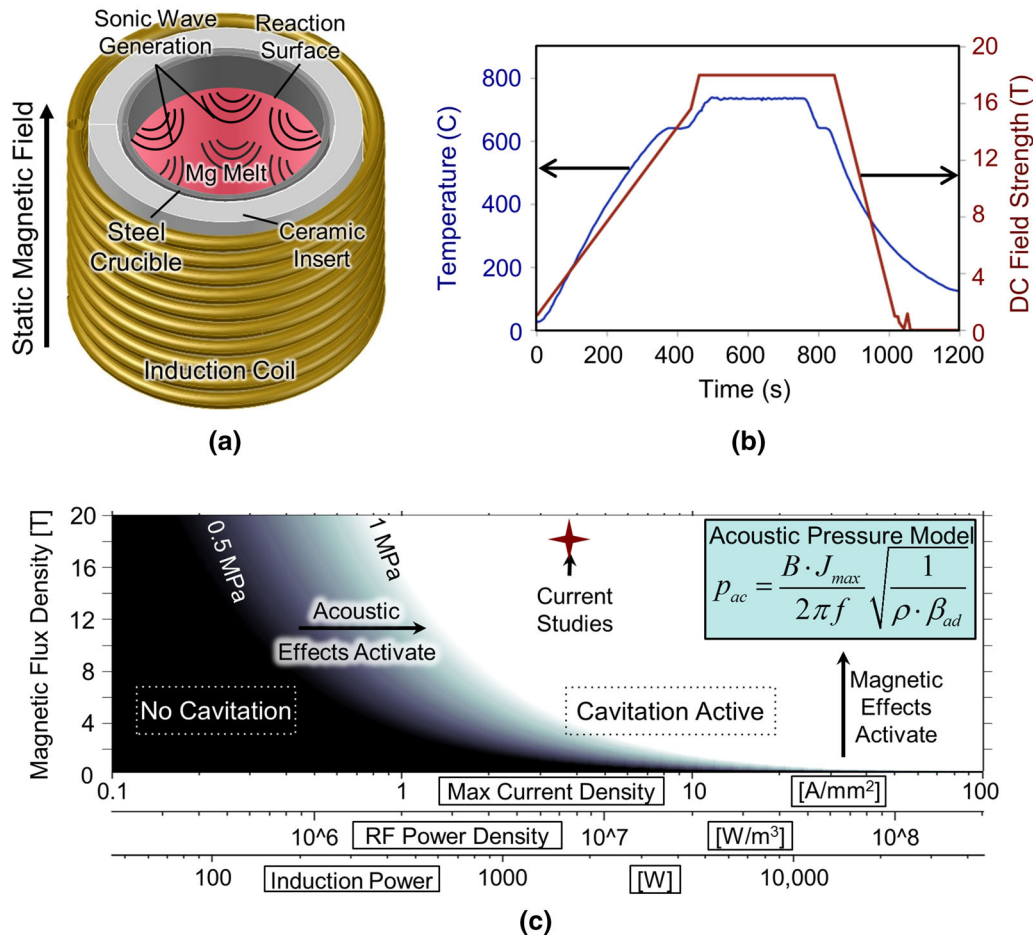 Sonic Wave
Generation
Reaction
Surface
Static Magnetic Field
Mg Melt
Steel
Crucible
Ceramic
Insert
Induction Coil
(a)
Temperature (C)
800
600
400
200
0
20
16
12
8
4
0
DC Field Strength (T)
0 200 400 600 800 1000 1200
Time (s)
(b)
Magnetic Flux Density [T]
20
16
12
8
4
0
0.5 MPa
1 MPa
Acoustic
Effects Activate
No Cavitation
Current
Studies
Cavitation Active
Acoustic Pressure Model
p_ac = B · J_max / 2πf √(1 / ρ · β_ad)
Magnetic
Effects
Activate
0.1 1 Max Current Density 10 [A/mm²] 100
10^6 RF Power Density 10^7 [W/m³] 10^8
100 Induction Power 1000 [W] 10,000
(c)